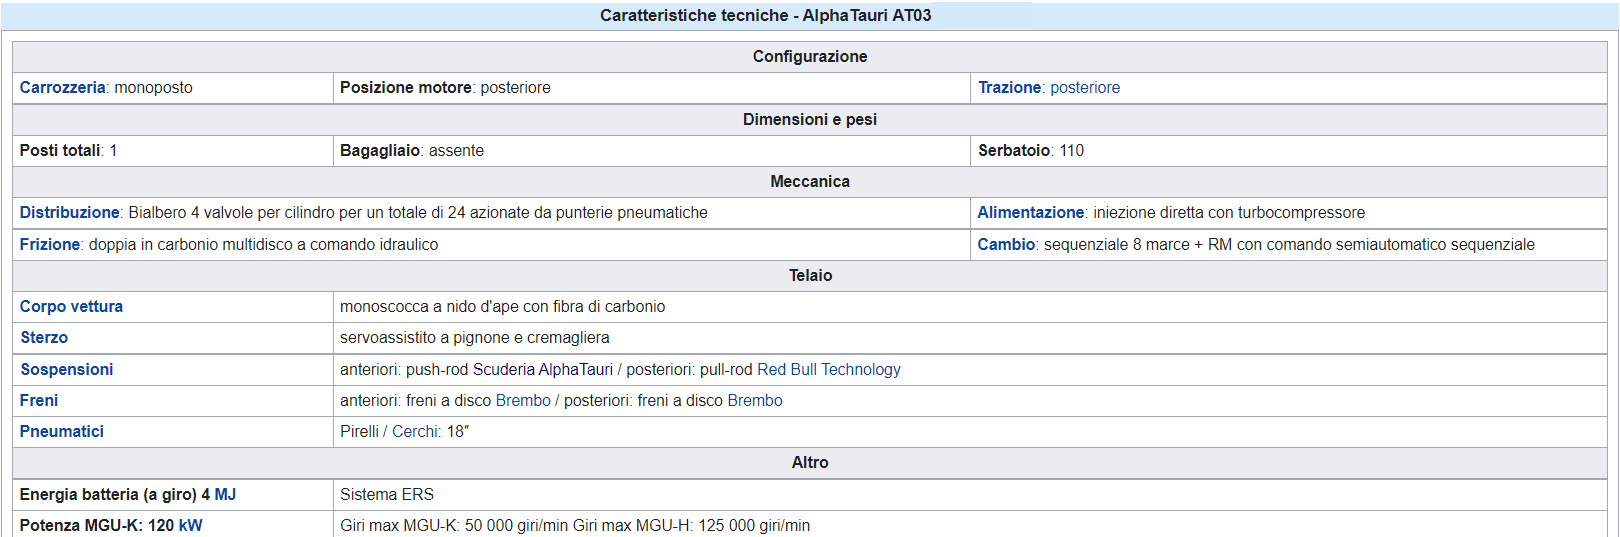 Caratteristiche tecniche - AlphaTauri AT03
Configurazione
Carrozzeria: monoposto Posizione motore: posteriore Trazione: posteriore
Dimensioni e pesi
Posti totali: 1 Bagagliaio: assente Serbatoio: 110
Meccanica
Distribuzione: Bialbero 4 valvole per cilindro per un totale di 24 azionate da punterie pneumatiche Alimentazione: iniezione diretta con turbocompressore
Frizione: doppia in carbonio multidisco a comando idraulico Cambio: sequenziale 8 marce + RM con comando semiautomatico sequenziale
Telaio
Corpo vettura monoscocca a nido d'ape con fibra di carbonio
Sterzo servoassistito a pignone e cremagliera
Sospensioni anteriori: push-rod Scuderia AlphaTauri / posteriori: pull-rod Red Bull Technology
Freni anteriori: freni a disco Brembo / posteriori: freni a disco Brembo
Pneumatici Pirelli / Cerchi: 18″
Altro
Energia batteria (a giro) 4 MJ Sistema ERS
Potenza MGU-K: 120 kW Giri max MGU-K: 50 000 giri/min Giri max MGU-H: 125 000 giri/min